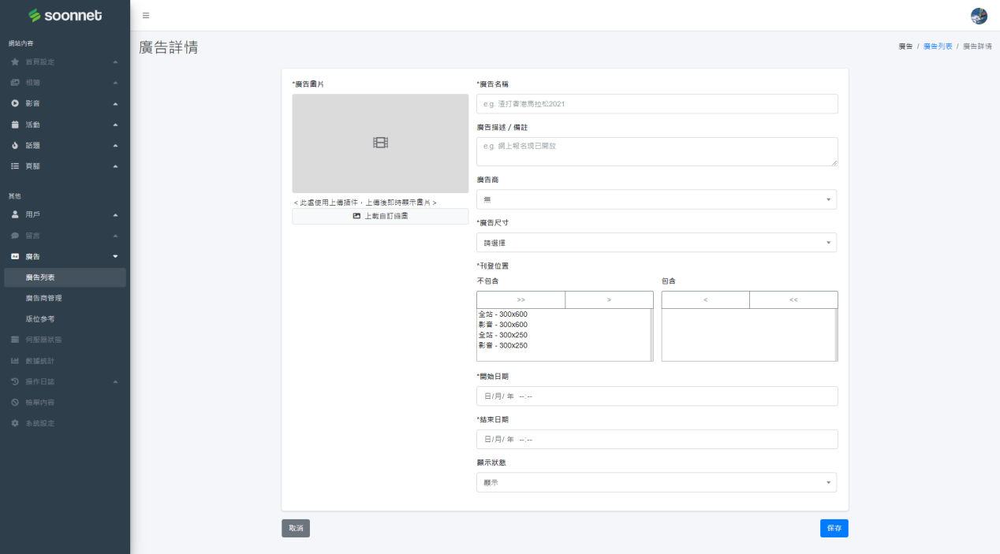 soonnet
網站內容
首頁設定
相簿
影音
活動
話題
頁腳
其他
用戶
留言
廣告
廣告列表
廣告商管理
版位參考
伺服器狀態
數據統計
操作日誌
檢舉內容
系統設定
廣告詳情
廣告 / 廣告列表 / 廣告詳情
*廣告圖片
<此處使用上傳插件，上傳後即時顯示圖片>
上載自訂縮圖
*廣告名稱
e.g. 渣打香港馬拉松2021
廣告描述 / 備註
e.g. 網上報名現已開放
廣告商
無
*廣告尺寸
請選擇
*刊登位置
不包含
>> >
全站 - 300x600
影音 - 300x600
全站 - 300x250
影音 - 300x250
包含
< <<
*開始日期
日/月/ 年 --:--
*結束日期
日/月/ 年 --:--
顯示狀態
顯示
取消
保存